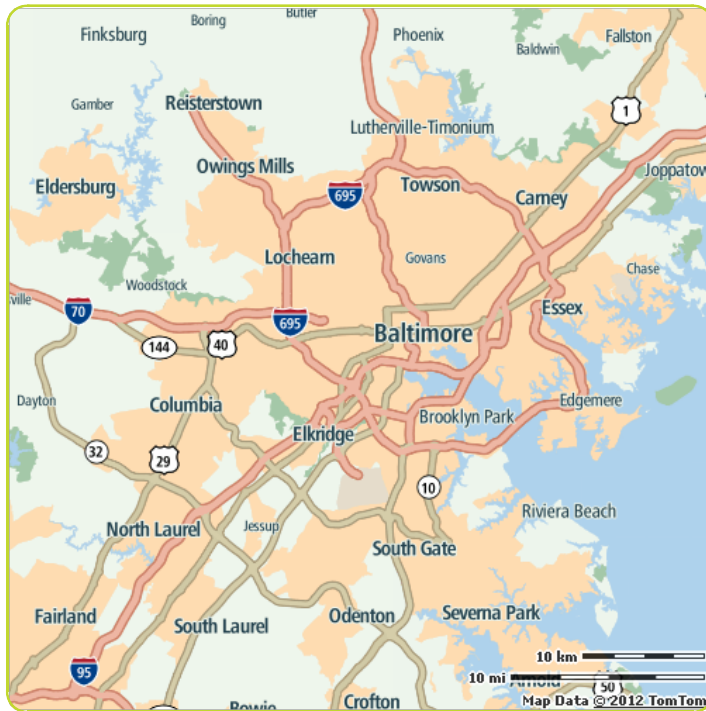 Butler
Boring
Finksburg
Phoenix
Fallston
Baldwin
Gamber
Reisterstown
1
Lutherville-Timonium
Owings Mills
Joppatow
Eldersburg
Towson
695
Carney
Lochearn
Govans
Chase
Woodstock
ville
70
695
Essex
Baltimore
144
40
Dayton
Columbia
Edgemere
Brooklyn Park
Elkridge
32
29
10
Riviera Beach
North Laurel
Jessup
South Gate
Fairland
South Laurel
Odenton
Severna Park
10 km
95
10 mi
Arnold
50
Bowie
Crofton
Map Data © 2012 TomTom